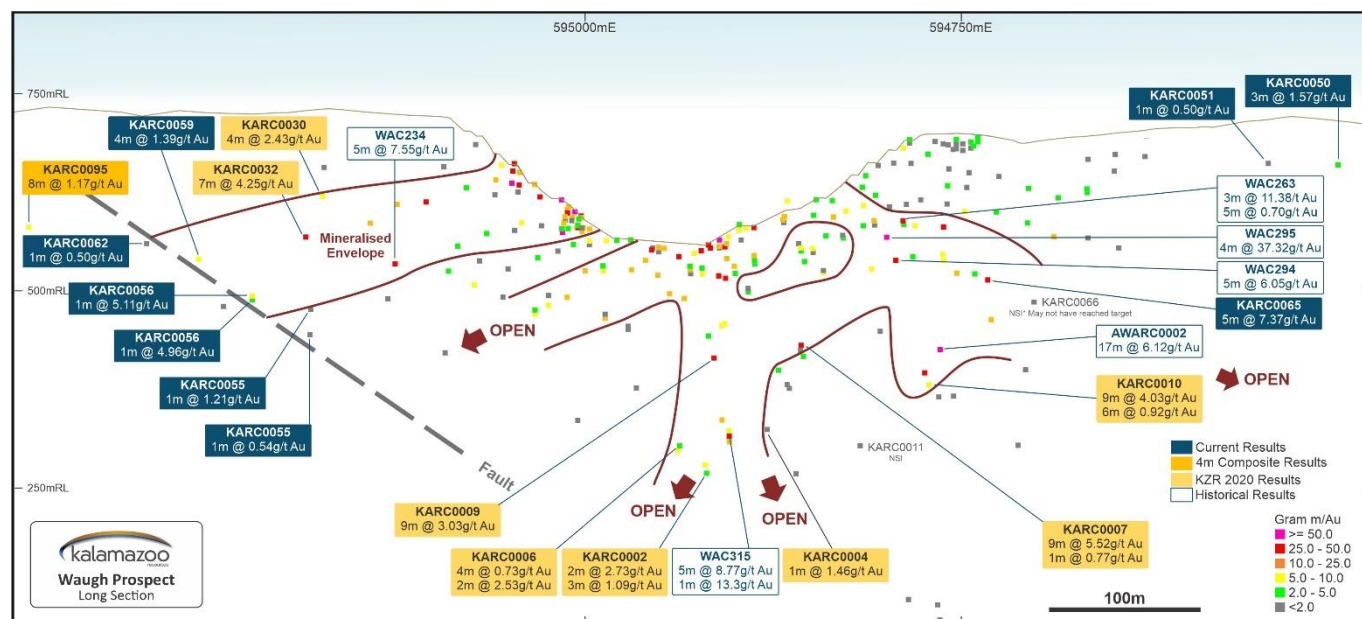 595000mE
594750mE
750mRL
500mRL
250mRL
KARC0059
4m @ 1.39g/t Au
KARC0030
4m @ 2.43g/t Au
WAC234
5m @ 7.55g/t Au
KARC0095
8m @ 1.17g/t Au
KARC0032
7m @ 4.25g/t Au
KARC0062
1m @ 0.50g/t Au
Mineralised
Envelope
KARC0056
1m @ 5.11g/t Au
KARC0056
1m @ 4.96g/t Au
KARC0055
1m @ 1.21g/t Au
KARC0055
1m @ 0.54g/t Au
Fault
OPEN
KARC0051
1m @ 0.50g/t Au
KARC0050
3m @ 1.57g/t Au
WAC263
3m @ 11.38g/t Au
5m @ 0.70g/t Au
WAC295
4m @ 37.32g/t Au
WAC294
5m @ 6.05g/t Au
KARC0065
5m @ 7.37g/t Au
KARC0066
NSI* May not have reached target
AWARC0002
17m @ 6.12g/t Au
KARC0010
9m @ 4.03g/t Au
6m @ 0.92g/t Au
OPEN
KARC0011
NSI
OPEN
OPEN
KARC0009
9m @ 3.03g/t Au
KARC0006
4m @ 0.73g/t Au
2m @ 2.53g/t Au
KARC0002
2m @ 2.73g/t Au
3m @ 1.09g/t Au
WAC315
5m @ 8.77g/t Au
1m @ 13.3g/t Au
KARC0004
1m @ 1.46g/t Au
KARC0007
9m @ 5.52g/t Au
1m @ 0.77g/t Au
Current Results
4m Composite Results
KZR 2020 Results
Historical Results
Gram m/Au
>= 50.0
25.0 - 50.0
10.0 - 25.0
5.0 - 10.0
2.0 - 5.0
<2.0
100m
kalamazoo
resources
Waugh Prospect
Long Section